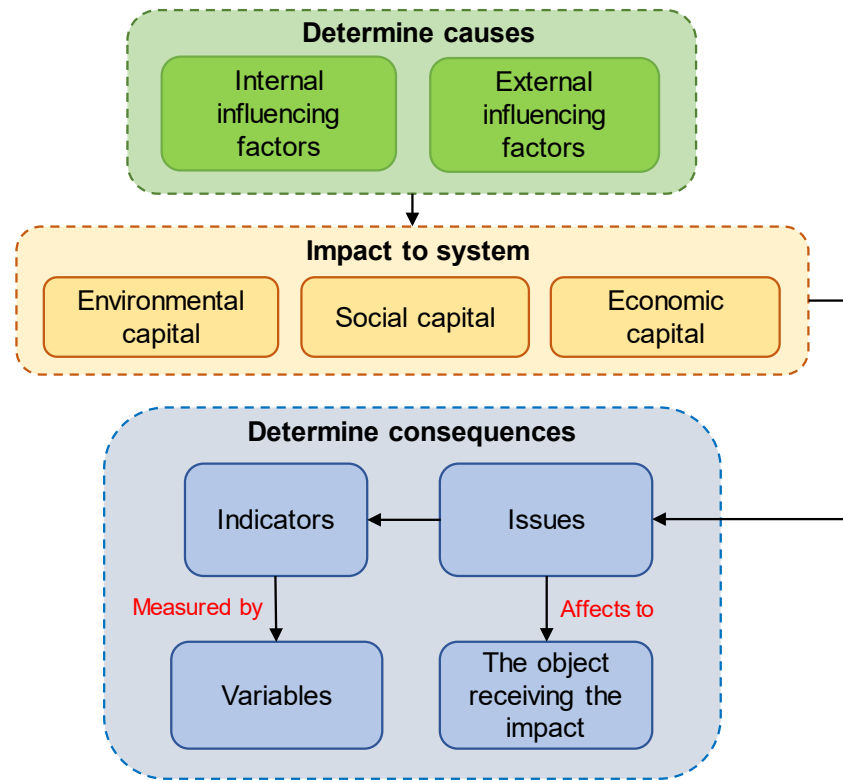 Determine causes
Internal
influencing
factors
External
influencing
factors
Impact to system
Environmental
capital
Social capital
Economic
capital
Determine consequences
Indicators
Issues
Measured by
Affects to
Variables
The object
receiving the
impact